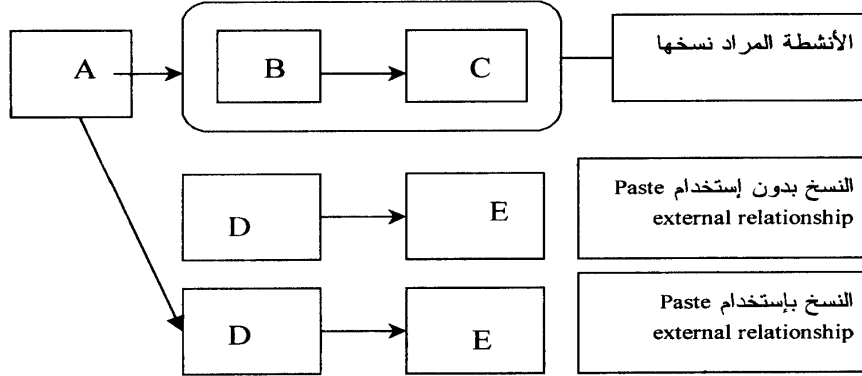 A
B
C
الأنشطة المراد نسخها
D
E
النسخ بدون إستخدام Paste
external relationship
D
E
النسخ بإستخدام Paste
external relationship